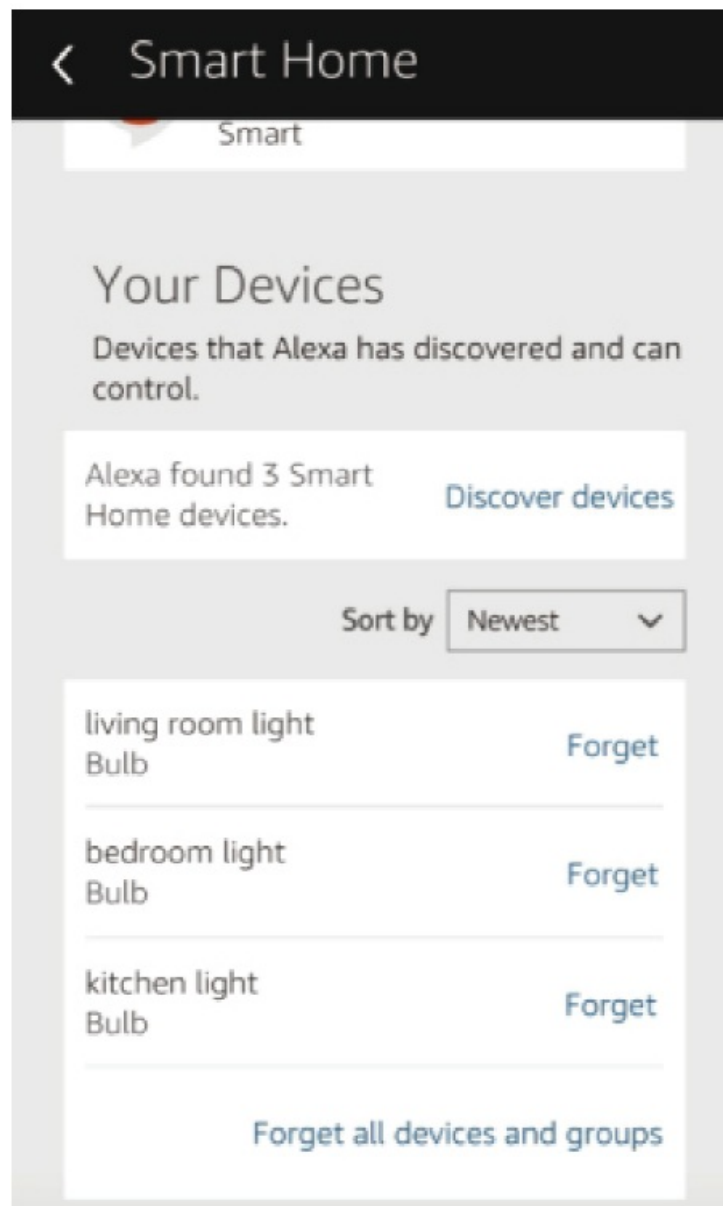 Smart Home
Smart
Your Devices
Devices that Alexa has discovered and can
control.
Alexa found 3 Smart
Home devices.
Discover devices
Sort by
Newest
living room light
Bulb
Forget
bedroom light
Bulb
Forget
kitchen light
Bulb
Forget
Forget all devices and groups